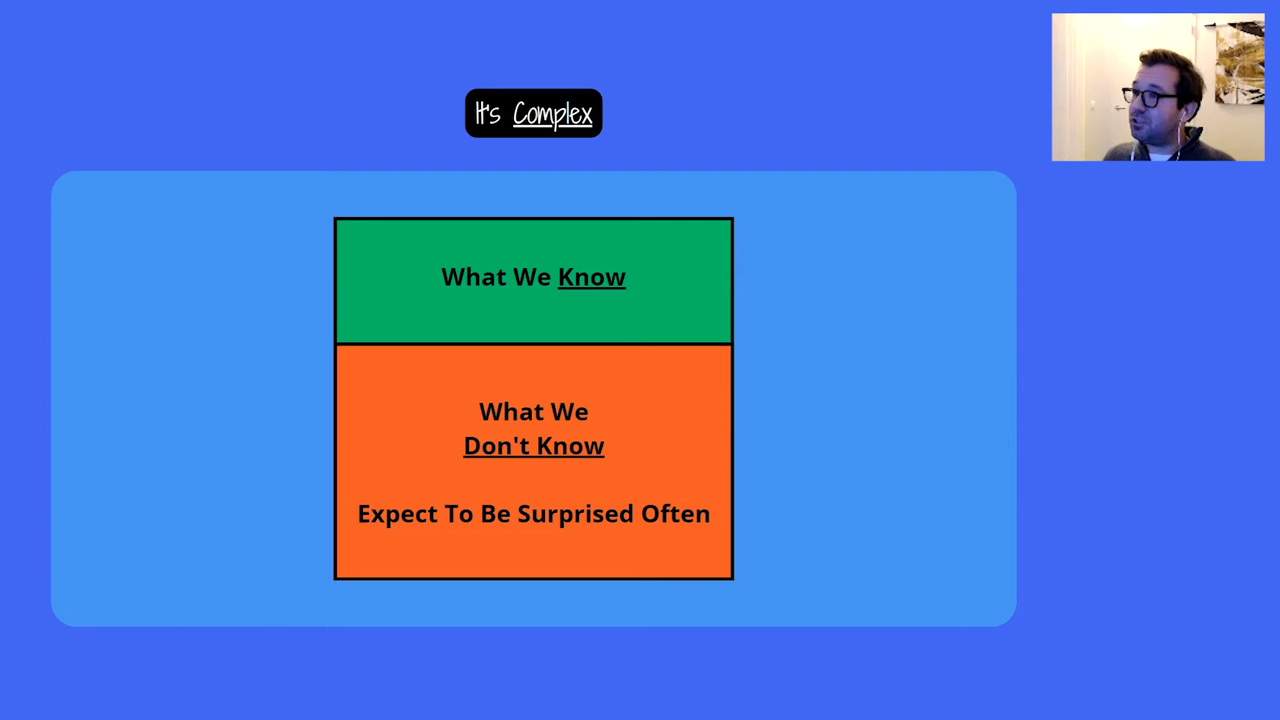 It's Complex
What We Know
What We
Don't Know
Expect To Be Surprised Often